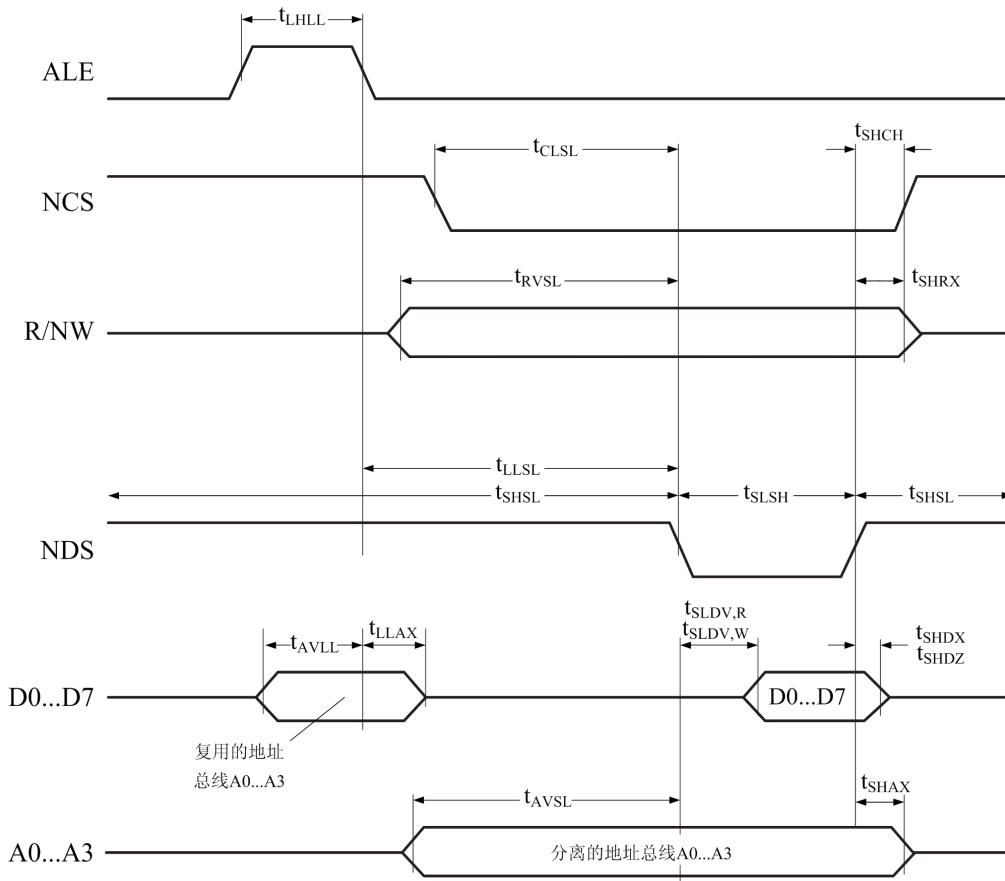 tLHLL
ALE
tSHCH
tCLSL
NCS
tRVSL
tSHRX
R/NW
tLLSL
tSHSL
tSLSH
tSHSL
NDS
tSLDV,R
tSLDV,W
tAVLL
tLLAX
tSHDX
tSHDZ
D0...D7
D0...D7
复用的地址
总线A0...A3
tAVSL
tSHAX
A0...A3
分离的地址总线A0...A3